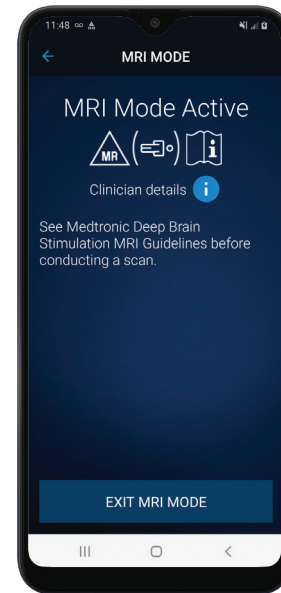 11:48
MRI MODE
MRI Mode Active
MR
Clinician details i
See Medtronic Deep Brain
Stimulation MRI Guidelines before
conducting a scan.
EXIT MRI MODE